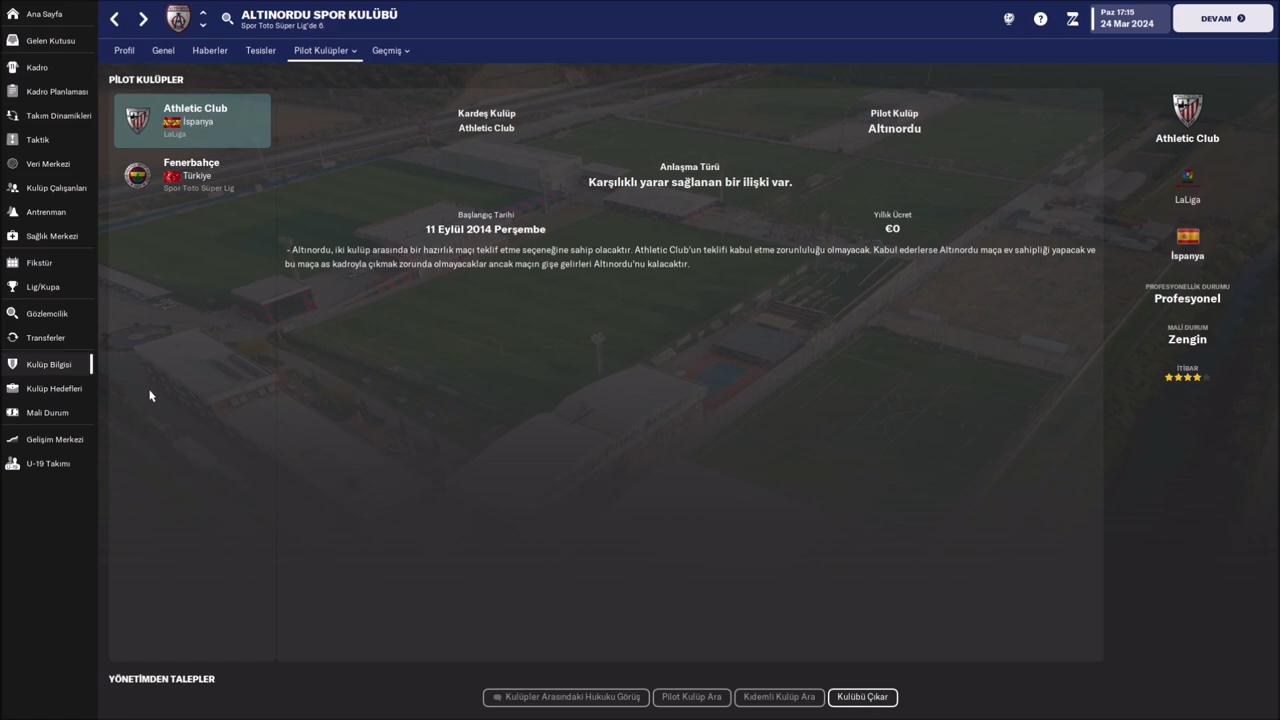 Ana Sayfa
Gelen Kutusu
Kadro
Kadro Planlaması
Takım Dinamikleri
Taktik
Veri Merkezi
Kulüp Çalışanları
Antrenman
Sağlık Merkezi
Fikstür
Lig/Kupa
Gözlemcilik
Transferler
Kulüp Bilgisi
Kulüp Hedefleri
Mali Durum
Gelişim Merkezi
U-19 Takımı
ALTINORDU SPOR KULÜBÜ
Spor Toto Süper Lig'de 6.
Paz 17:15
24 Mar 2024
DEVAM
Profil
Genel
Haberler
Tesisler
Pilot Kulüpler
Geçmiş
PİLOT KULÜPLER
Athletic Club
İspanya
LaLiga
Fenerbahçe
Türkiye
Spor Toto Süper Lig
Kardeş Kulüp
Athletic Club
Pilot Kulüp
Altınordu
Anlaşma Türü
Karşılıklı yarar sağlanan bir ilişki var.
Başlangıç Tarihi
11 Eylül 2014 Perşembe
Yıllık Ücret
€0
- Altınordu, iki kulüp arasında bir hazırlık maçı teklif etme seçeneğine sahip olacaktır. Athletic Club'un teklifi kabul etme zorunluluğu olmayacak. Kabul ederlerse Altınordu maça ev sahipliği yapacak ve
bu maça as kadroyla çıkmak zorunda olmayacaklar ancak maçın gişe gelirleri Altınordu'nu kalacaktır.
Athletic Club
LaLiga
İspanya
PROFESYONELLİK DURUMU
Profesyonel
MALİ DURUM
Zengin
İTİBAR
YÖNETİMDEN TALEPLER
Kulüpler Arasındaki Hukuku Görüş
Pilot Kulüp Ara
Kıdemli Kulüp Ara
Kulübü Çıkar